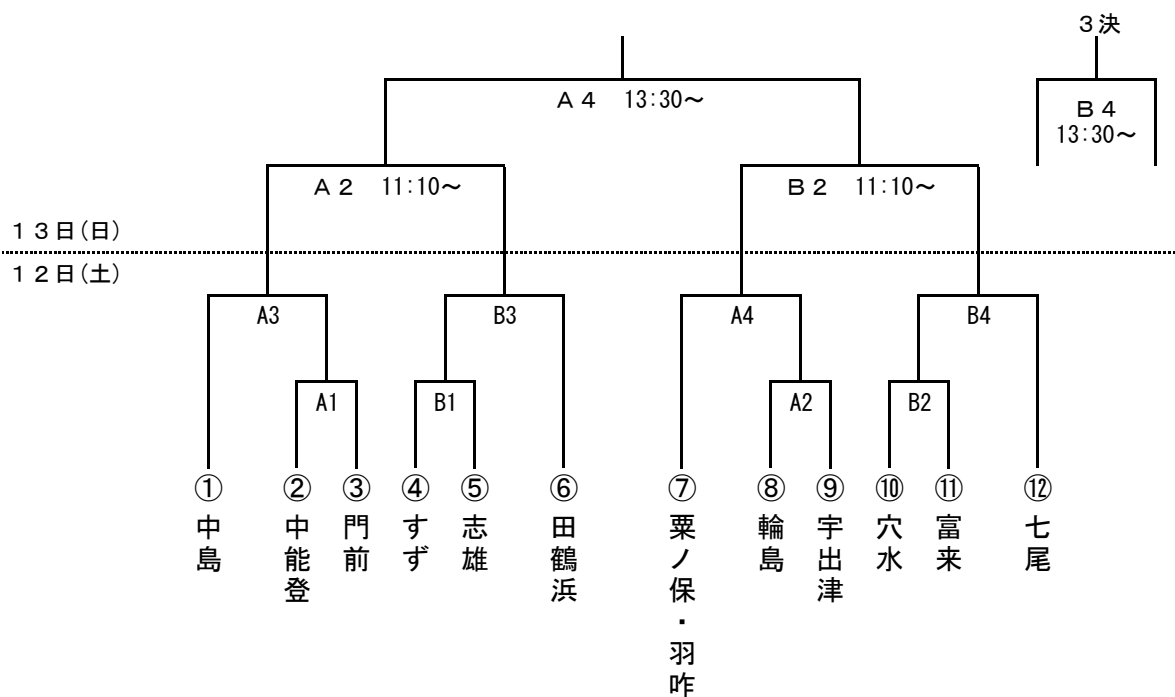 ３決
Ａ４　13:30～
Ｂ４
13:30～
Ａ２　11:10～
Ｂ２　11:10～
１３日(日)
１２日(土)
A3
B3
A4
B4
A1
B1
A2
B2
①
②
③
④
⑤
⑥
⑦
⑧
⑨
⑩
⑪
⑫
中島
中能登
門前
すず
志雄
田鶴浜
粟ノ保・羽咋
輪島
宇出津
穴水
富来
七尾